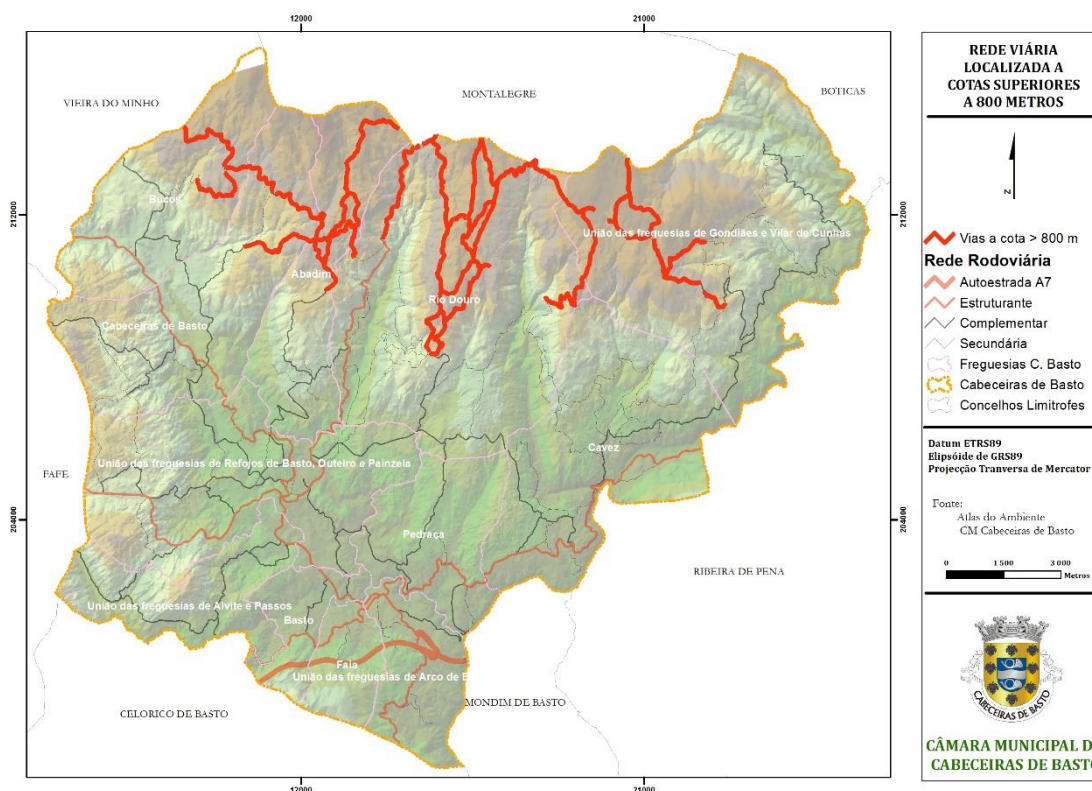 12000
21000
VIEIRA DO MINHO
MONTALEGRE
BOTICAS
212000
212000
Bucos
União das freguesias de Gondiães e Vilar de Cunhas
Abadim
Rio Douro
Cabeceiras de Basto
Cavez
União das freguesias de Refojos de Basto, Outeiro e Painzela
FAFE
204000
204000
Pedraça
RIBEIRA DE PENA
União das freguesias de Alvite e Passos
Basto
Faia
União das freguesias de Arco de B
MONDIM DE BASTO
CELORICO DE BASTO
12000
21000
REDE VIÁRIA
LOCALIZADA A
COTAS SUPERIORES
A 800 METROS
N
Vias a cota > 800 m
Rede Rodoviária
Autoestrada A7
Estruturante
Complementar
Secundária
Freguesias C. Basto
Cabeceiras de Basto
Concelhos Limitrofes
Datum ETRS89
Elipsóide de GRS89
Projecção Tranversa de Mercator
Fonte:
Atlas do Ambiente
CM Cabeceiras de Basto
0 1 500 3 000
Metros
CABECEIRAS DE BASTO
CÂMARA MUNICIPAL D
CABECEIRAS DE BASTO